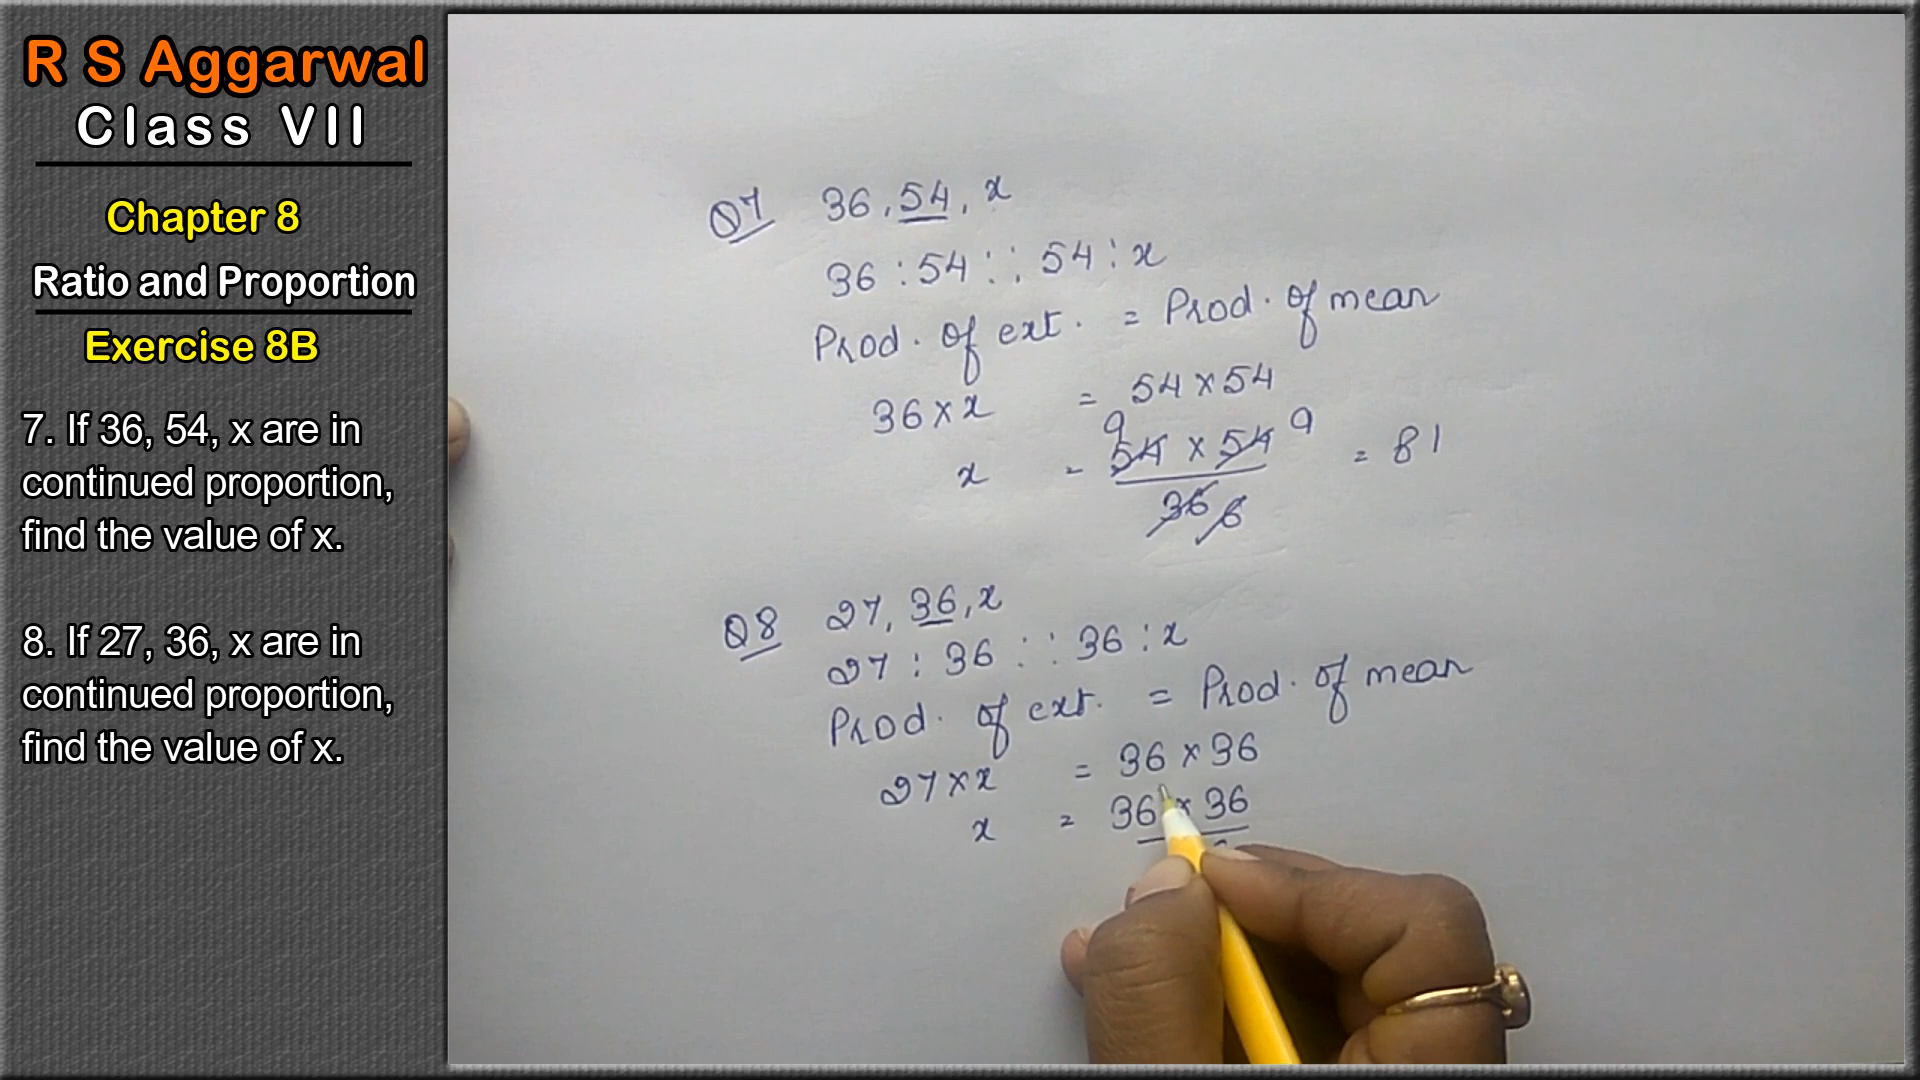 R S Aggarwal
Class VII
Chapter 8
Ratio and Proportion
Exercise 8B
7. If 36, 54, x are in
continued proportion,
find the value of x.
8. If 27, 36, x are in
continued proportion,
find the value of x.
Q7 36, 54, x
36 : 54 :: 54 : x
Prod. of ext. = Prod. of mean
36 × x = 54 × 54
9 9
x = 54 × 54 = 81
36 6
Q8 27, 36, x
27 : 36 :: 36 : x
Prod. of ext. = Prod. of mean
27 × x = 36 × 36
x = 36 × 36